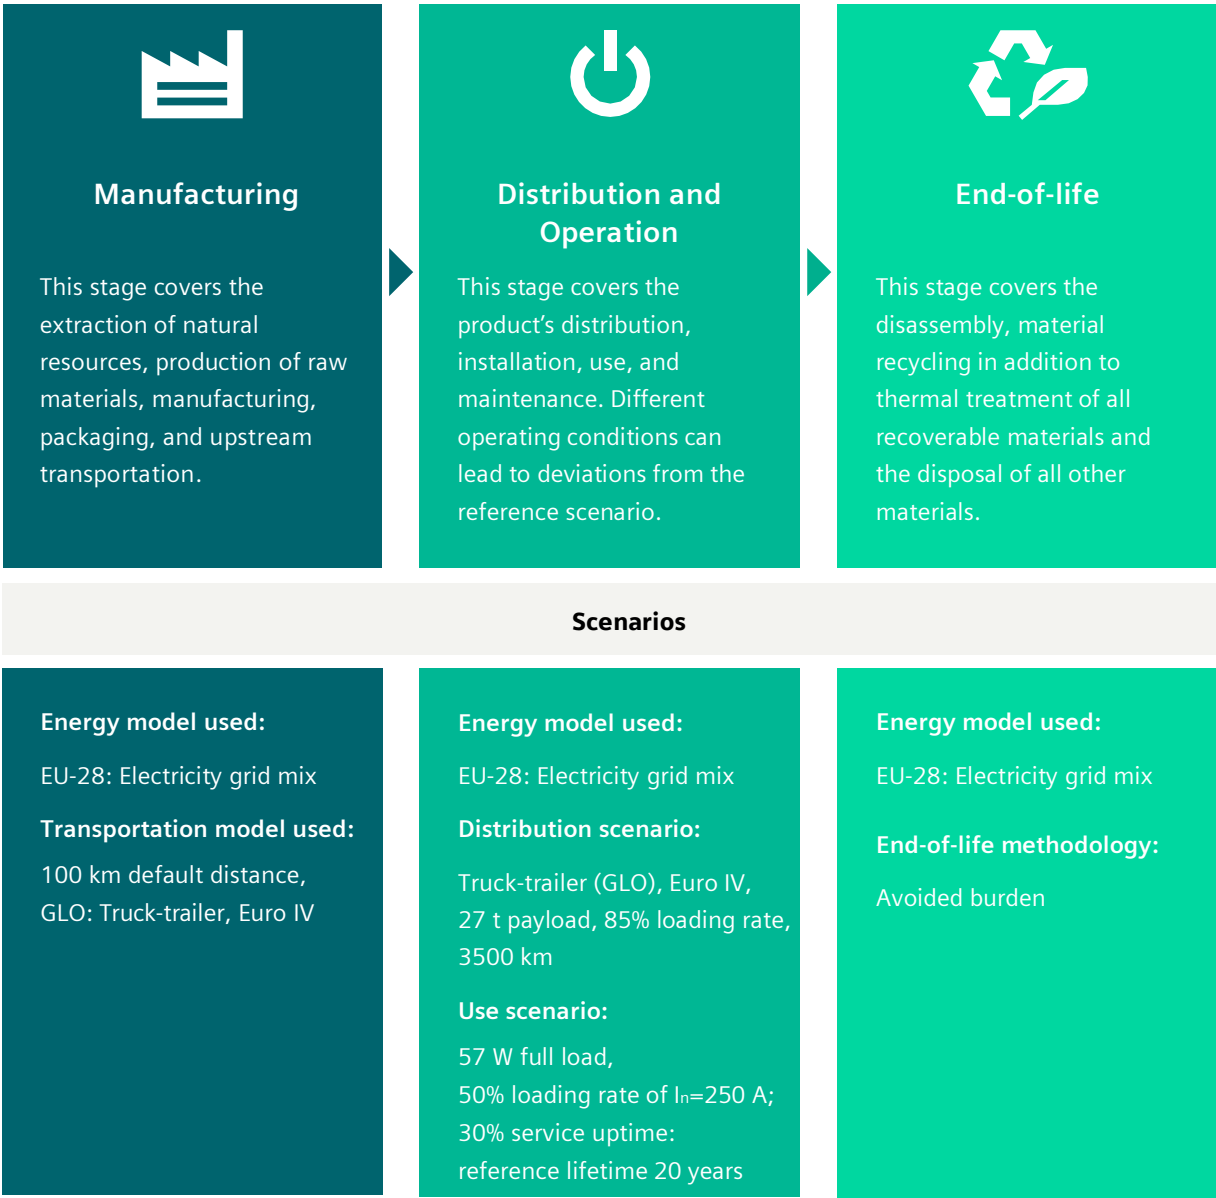 Manufacturing
This stage covers the
extraction of natural
resources, production of raw
materials, manufacturing,
packaging, and upstream
transportation.
Distribution and
Operation
This stage covers the
product’s distribution,
installation, use, and
maintenance. Different
operating conditions can
lead to deviations from the
reference scenario.
End-of-life
This stage covers the
disassembly, material
recycling in addition to
thermal treatment of all
recoverable materials and
the disposal of all other
materials.
Scenarios
Energy model used:
EU-28: Electricity grid mix
Transportation model used:
100 km default distance,
GLO: Truck-trailer, Euro IV
Energy model used:
EU-28: Electricity grid mix
Distribution scenario:
Truck-trailer (GLO), Euro IV,
27 t payload, 85% loading rate,
3500 km
Use scenario:
57 W full load,
50% loading rate of Iₙ=250 A;
30% service uptime:
reference lifetime 20 years
Energy model used:
EU-28: Electricity grid mix
End-of-life methodology:
Avoided burden